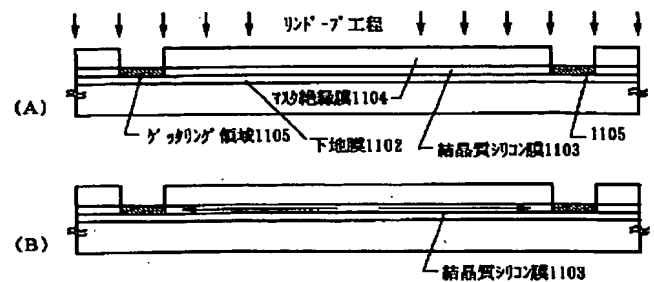 リンドープ工程
(A)
マスク絶縁膜1104
ゲッタリング領域1105
下地膜1102
結晶質シリコン膜1103
1105
(B)
結晶質シリコン膜1103